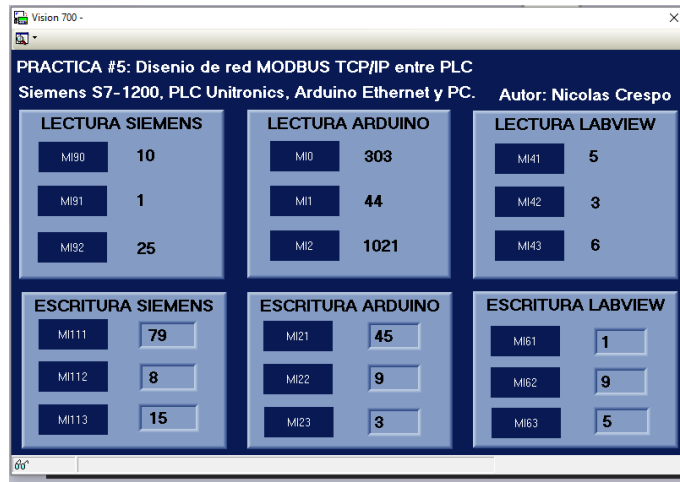 Vision 700 -
PRACTICA #5: Disenio de red MODBUS TCP/IP entre PLC
Siemens S7-1200, PLC Unitronics, Arduino Ethernet y PC. Autor: Nicolas Crespo
LECTURA SIEMENS
MI90 10
MI91 1
MI92 25
LECTURA ARDUINO
MI0 303
MI1 44
MI2 1021
LECTURA LABVIEW
MI41 5
MI42 3
MI43 6
ESCRITURA SIEMENS
MI111 79
MI112 8
MI113 15
ESCRITURA ARDUINO
MI21 45
MI22 9
MI23 3
ESCRITURA LABVIEW
MI61 1
MI62 9
MI63 5